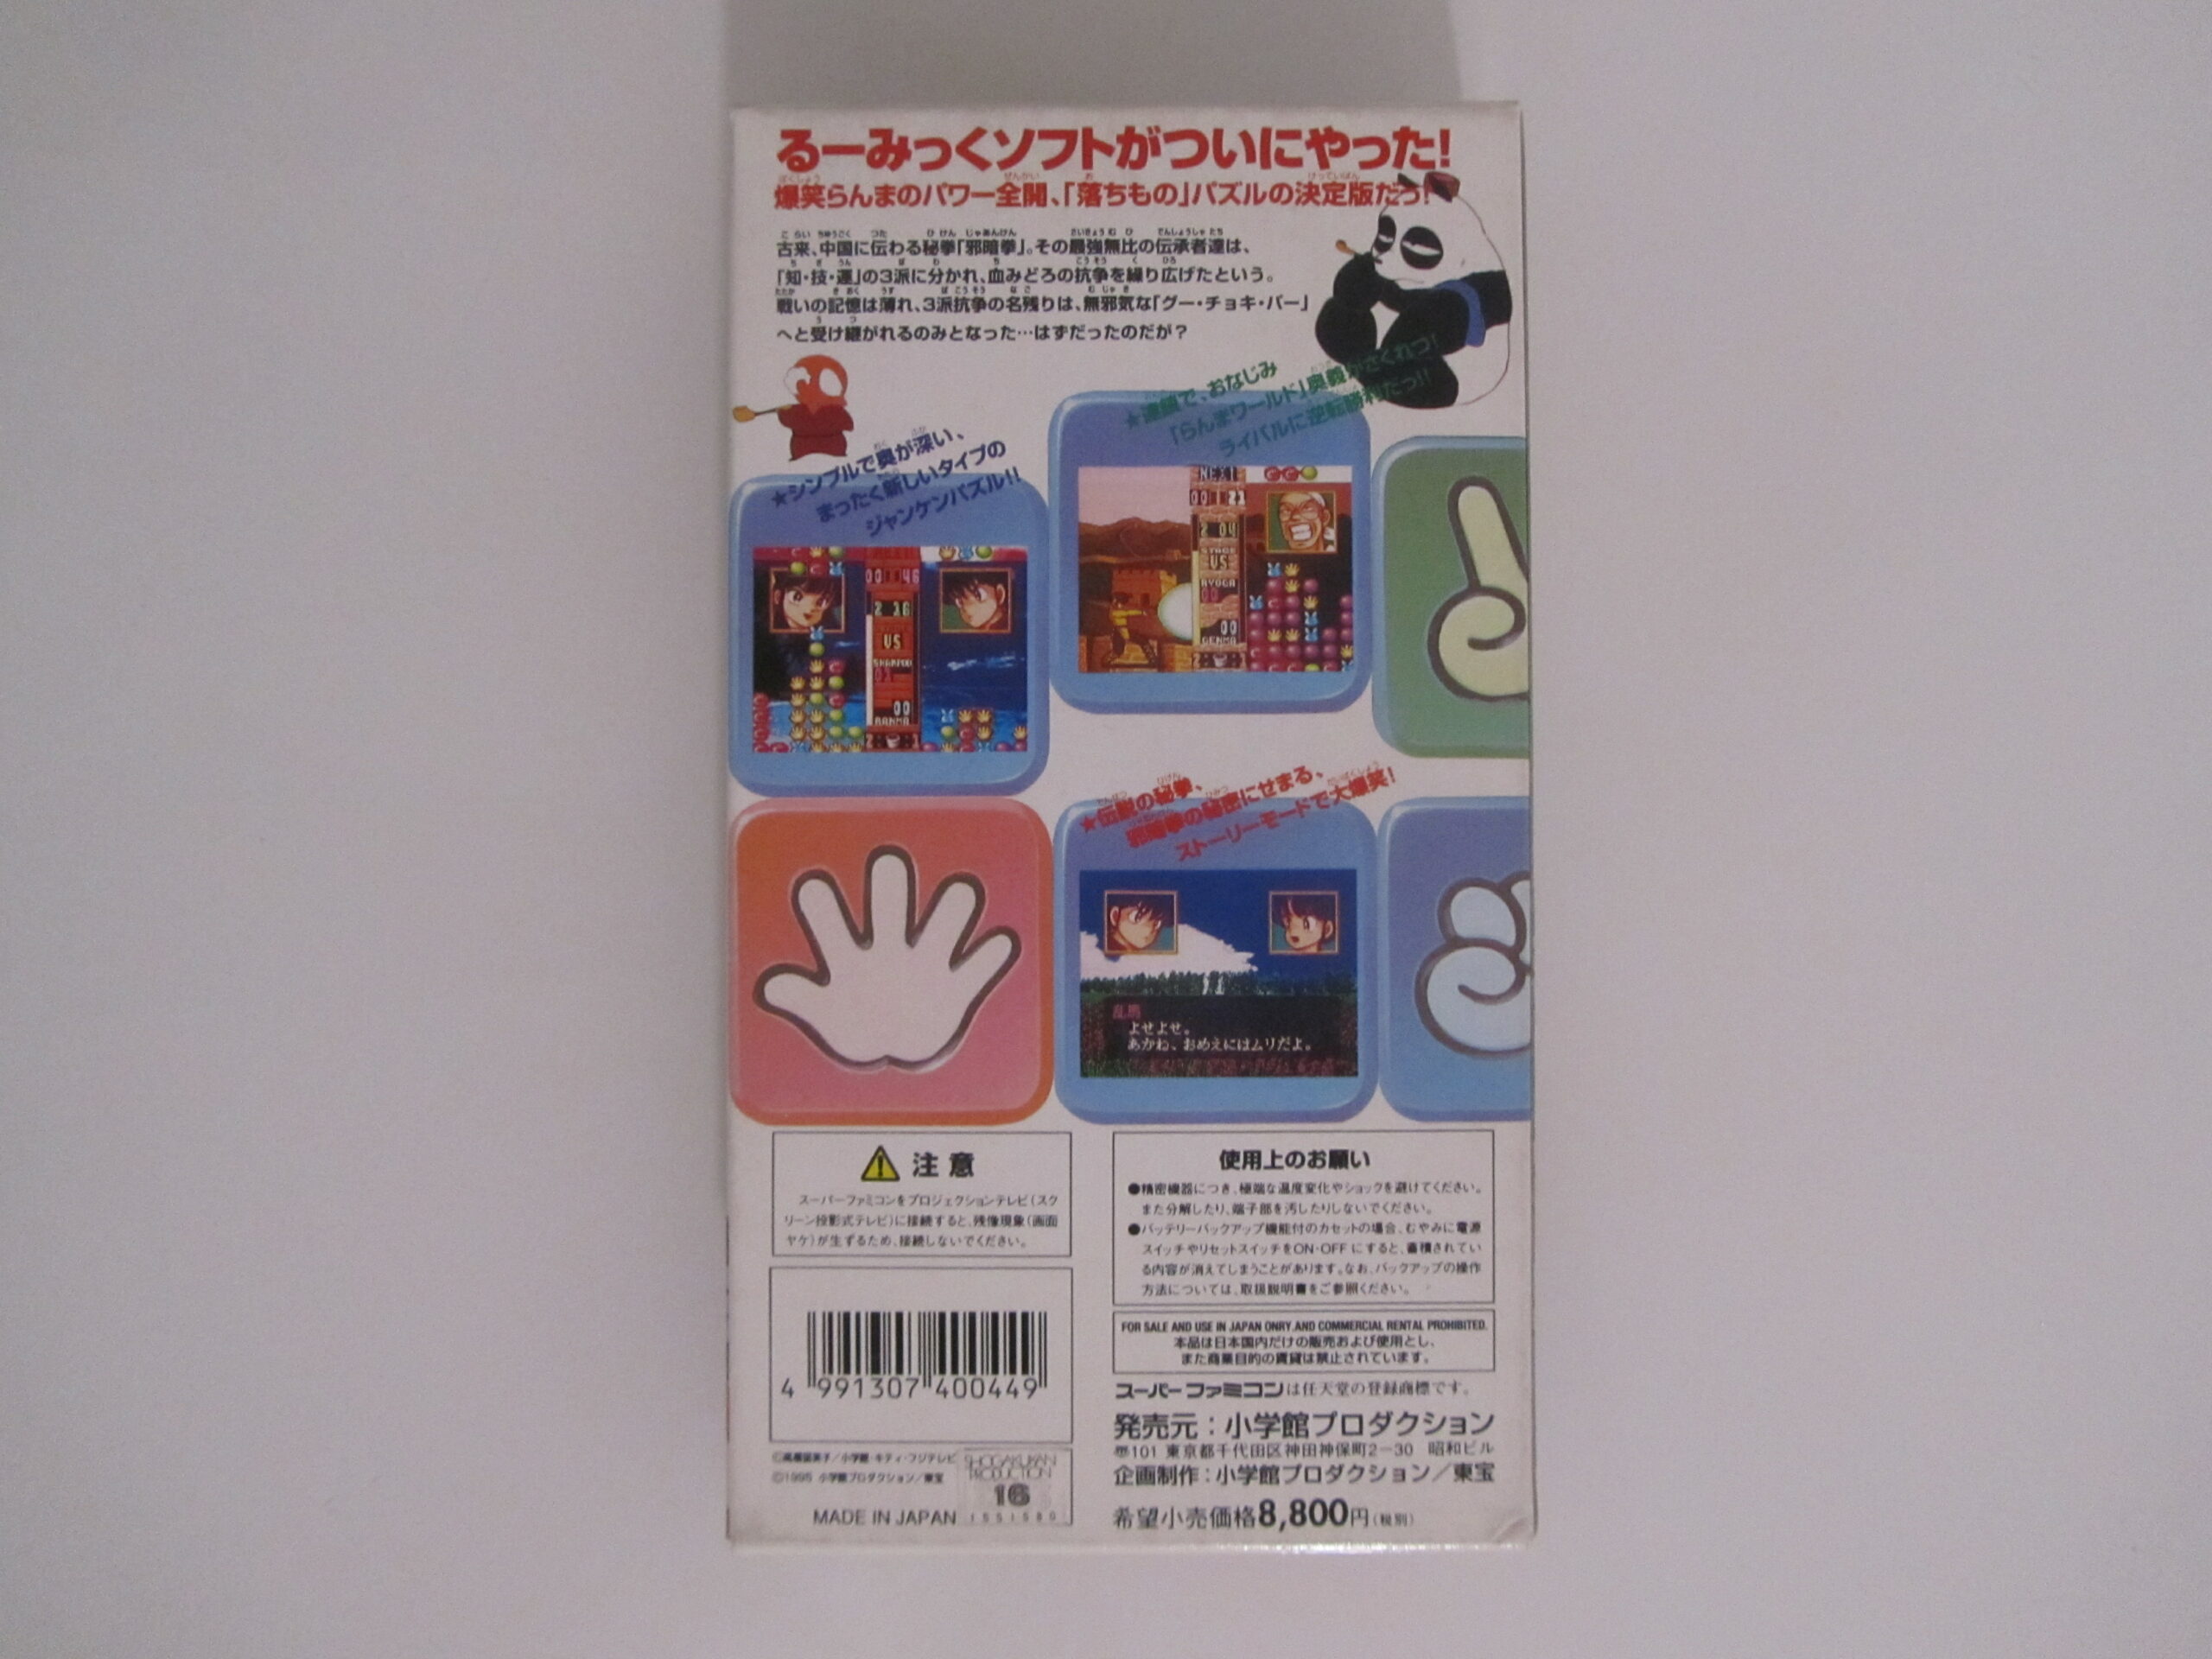 るーみっくソフトがついにやった!
爆笑らんまのパワー全開、「落ちもの」パズルの決定版だっ!
古来、中国に伝わる秘拳「邪暗拳」。その最強無比の伝承者達は、
「知・技・運」の3派に分かれ、血みどろの抗争を繰り広げたという。
戦いの記憶は薄れ、3派抗争の名残りは、無邪気な「グー・チョキ・パー」
へと受け継がれるのみとなった…はずだったのだが?
★連鎖で、おなじみ
「らんまワールド」奥義がさくれつ!
ライバルに逆転勝利だっ!!
★シンプルで奥が深い、
まったく新しいタイプの
ジャンケンパズル!!
NEXT
00 1 21
2 04
STAGE
VS
RYOGA
00
00
GENMA
00 46
2 16
VS
SHAMPOO
01
00
RANMA
★伝説の秘拳、
邪暗拳の秘密にせまる、
ストーリーモードで大爆笑!
乱馬
よせよせ。
あかね、おめえにはムリだよ。
注意
スーパーファミコンをプロジェクションテレビ(スク
リーン投影式テレビ)に接続すると、残像現象(画面
ヤケ)が生ずるため、接続しないでください。
使用上のお願い
●精密機器につき、極端な温度変化やショックを避けてください。
また分解したり、端子部を汚したりしないでください。
●バッテリーバックアップ機能付のカセットの場合、むやみに電源
スイッチやリセットスイッチをON・OFFにすると、蓄積されてい
る内容が消えてしまうことがあります。なお、バックアップの操作
方法については、取扱説明書をご参照ください。
4 991307 400449
FOR SALE AND USE IN JAPAN ONRY.AND COMMERCIAL RENTAL PROHIBITED.
本品は日本国内だけの販売および使用とし、
また商業目的の賃貸は禁止されています。
スーパーファミコンは任天堂の登録商標です。
発売元:小学館プロダクション
〒101 東京都千代田区神田神保町2−30 昭和ビル
企画制作:小学館プロダクション/東宝
希望小売価格8,800円(税別)
©高橋留美子/小学館・キティ・フジテレビ
©1995 小学館プロダクション/東宝
SHOGAKUKAN
PRODUCTION
16
1551580
MADE IN JAPAN